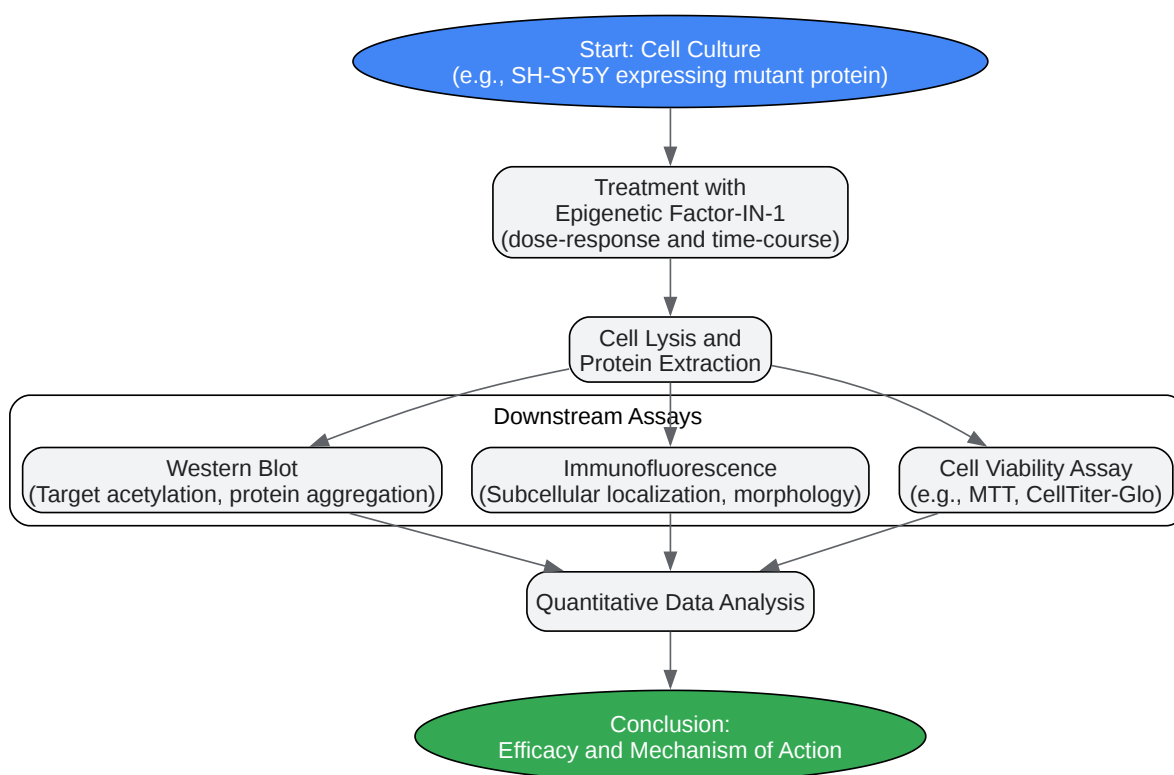 Start: Cell Culture
(e.g., SH-SY5Y expressing mutant protein)
Treatment with
Epigenetic Factor-IN-1
(dose-response and time-course)
Cell Lysis and
Protein Extraction
Downstream Assays
Western Blot
(Target acetylation, protein aggregation)
Immunofluorescence
(Subcellular localization, morphology)
Cell Viability Assay
(e.g., MTT, CellTiter-Glo)
Quantitative Data Analysis
Conclusion:
Efficacy and Mechanism of Action